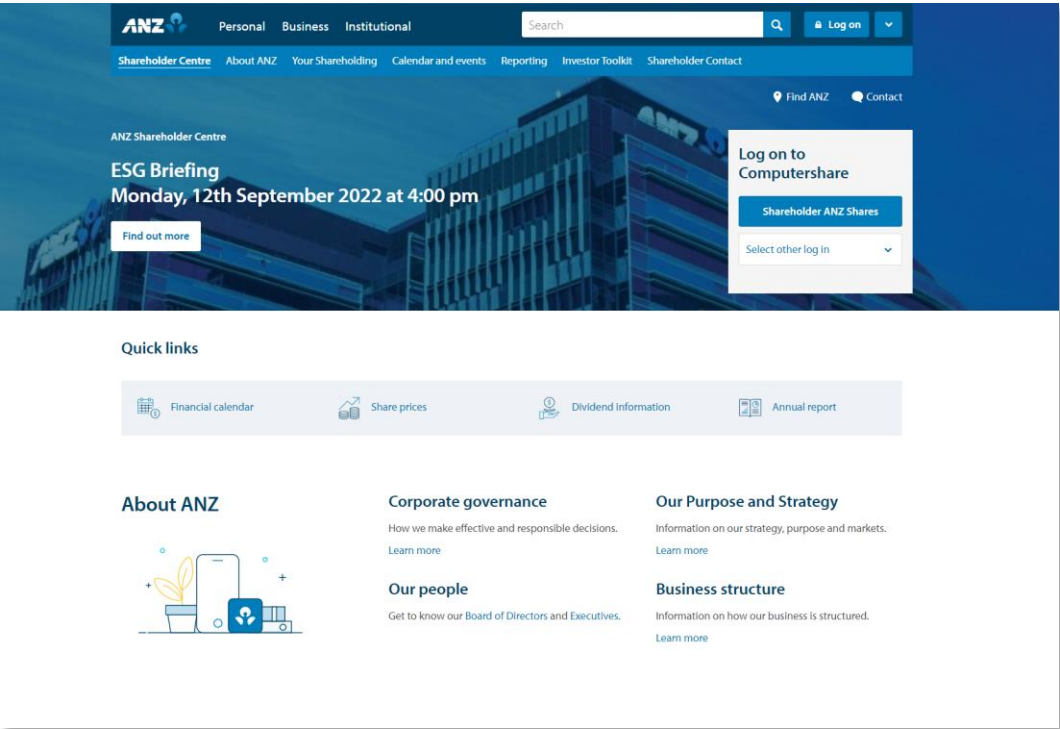 ANZ
Personal Business Institutional
Search
Log on
Shareholder Centre About ANZ Your Shareholding Calendar and events Reporting Investor Toolkit Shareholder Contact
Find ANZ Contact
ANZ Shareholder Centre
ESG Briefing
Monday, 12th September 2022 at 4:00 pm
Find out more
ANZ
ANZ
Log on to
Computershare
Shareholder ANZ Shares
Select other log in
Quick links
Financial calendar Share prices Dividend information Annual report
About ANZ
Corporate governance
How we make effective and responsible decisions.
Learn more
Our people
Get to know our Board of Directors and Executives.
Our Purpose and Strategy
Information on our strategy, purpose and markets.
Learn more
Business structure
Information on how our business is structured.
Learn more